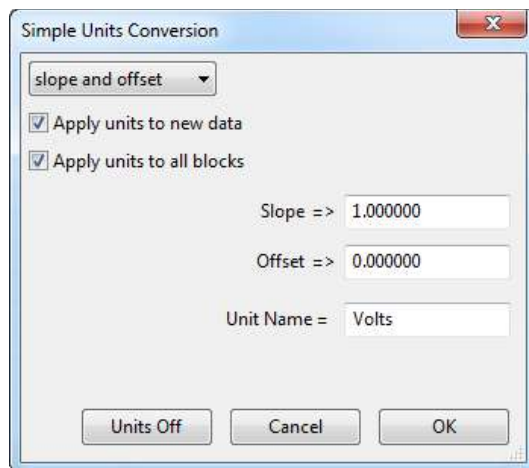 Simple Units Conversion
slope and offset
Apply units to new data
Apply units to all blocks
Slope => 1.000000
Offset => 0.000000
Unit Name = Volts
Units Off Cancel OK